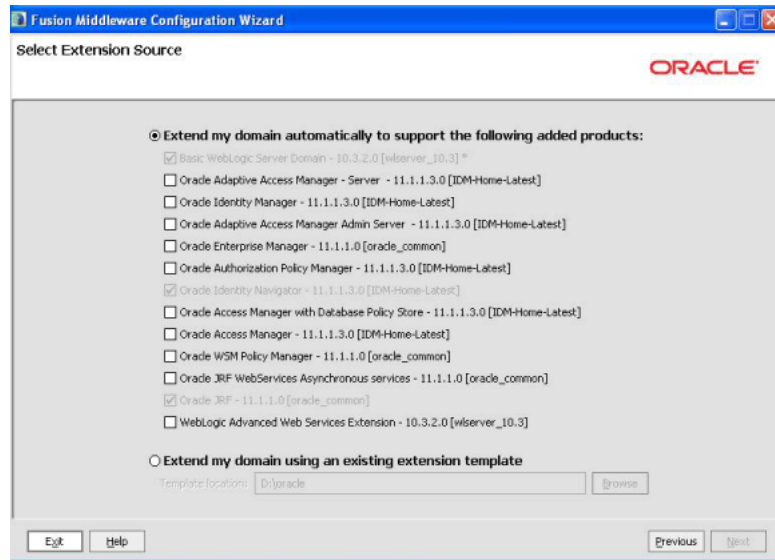 Fusion Middleware Configuration Wizard
Select Extension Source
ORACLE
Extend my domain automatically to support the following added products:
Basic WebLogic Server Domain - 10.3.2.0 [wlserver_10.3] *
Oracle Adaptive Access Manager - Server - 11.1.1.3.0 [IDM-Home-Latest]
Oracle Identity Manager - 11.1.1.3.0 [IDM-Home-Latest]
Oracle Adaptive Access Manager Admin Server - 11.1.1.3.0 [IDM-Home-Latest]
Oracle Enterprise Manager - 11.1.1.0 [oracle_common]
Oracle Authorization Policy Manager - 11.1.1.3.0 [IDM-Home-Latest]
Oracle Identity Navigator - 11.1.1.3.0 [IDM-Home-Latest]
Oracle Access Manager with Database Policy Store - 11.1.1.3.0 [IDM-Home-Latest]
Oracle Access Manager - 11.1.1.3.0 [IDM-Home-Latest]
Oracle WSM Policy Manager - 11.1.1.0 [oracle_common]
Oracle JRF WebServices Asynchronous services - 11.1.1.0 [oracle_common]
Oracle JRF - 11.1.1.0 [oracle_common]
WebLogic Advanced Web Services Extension - 10.3.2.0 [wlserver_10.3]
Extend my domain using an existing extension template
Template location: D:\oracle Browse
Exit Help Previous Next